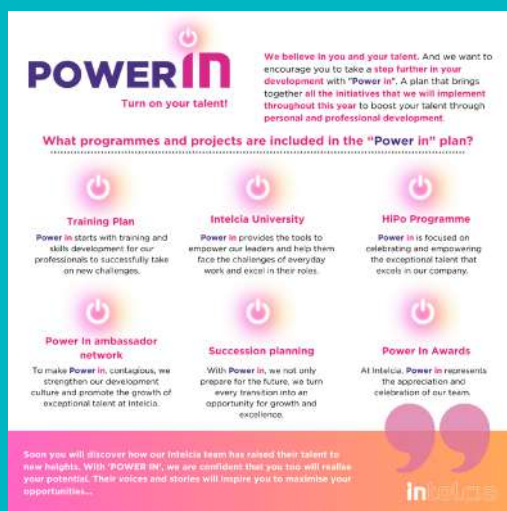 POWER in
Turn on your talent!
We believe in you and your talent. And we want to
encourage you to take a step further in your
development with "Power in". A plan that brings
together all the initiatives that we will implement
throughout this year to boost your talent through
personal and professional development.
What programmes and projects are included in the "Power in" plan?
Training Plan
Power in starts with training and
skills development for our
professionals to successfully take
on new challenges.
Intelcia University
Power in provides the tools to
empower our leaders and help them
face the challenges of everyday
work and excel in their roles.
HiPo Programme
Power in is focused on
celebrating and empowering
the exceptional talent that
excels in our company.
Power In ambassador
network
To make Power in, contagious, we
strengthen our development
culture and promote the growth of
exceptional talent at Intelcia.
Succession planning
With Power in, we not only
prepare for the future, we turn
every transition into an
opportunity for growth and
excellence.
Power In Awards
At Intelcia, Power in represents
the appreciation and
celebration of our team.
Soon you will discover how our Intelcia team has raised their talent to
new heights. With 'POWER IN', we are confident that you too will realise
your potential. Their voices and stories will inspire you to maximise your
opportunities...
intelcia